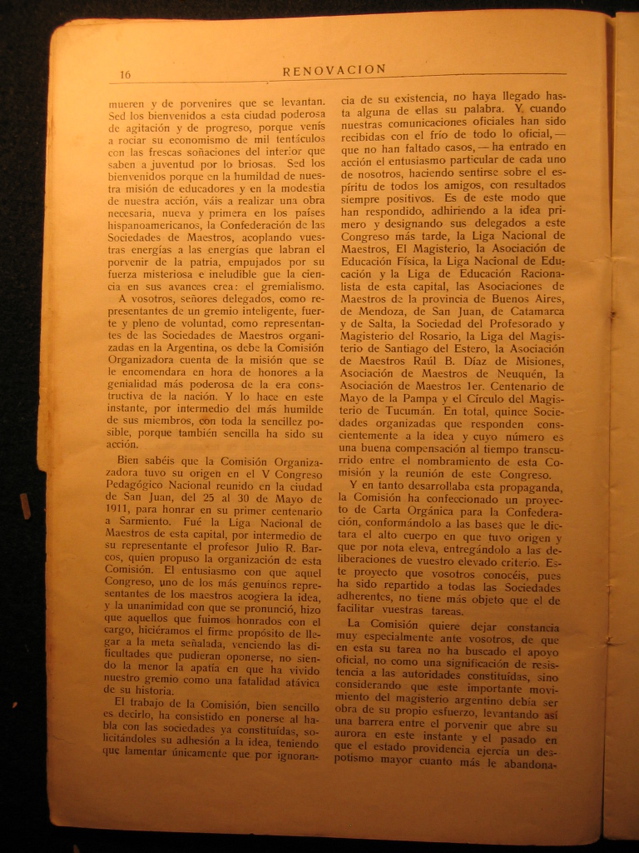 16
RENOVACION
mueren y de porvenires que se levantan.
Sed los bienvenidos a esta ciudad poderosa
de agitación y de progreso, porque venís
a rociar su economismo de mil tentáculos
con las frescas soñaciones del interior que
saben a juventud por lo briosas. Sed los
bienvenidos porque en la humildad de nues-
tra misión de educadores y en la modestia
de nuestra acción, váis a realizar una obra
necesaria, nueva y primera en los países
hispanoamericanos, la Confederación de las
Sociedades de Maestros, acoplando vues-
tras energías a las energías que labran el
porvenir de la patria, empujados por su
fuerza misteriosa e ineludible que la cien-
cia en sus avances crea: el gremialismo.
A vosotros, señores delegados, como re-
presentantes de un gremio inteligente, fuer-
te y pleno de voluntad, como representan-
tes de las Sociedades de Maestros organi-
zadas en la Argentina, os debe la Comisión
Organizadora cuenta de la misión que se
le encomendara en hora de honores a la
genialidad más poderosa de la era cons-
tructiva de la nación. Y lo hace en este
instante, por intermedio del más humilde
de sus miembros, con toda la sencillez po-
sible, porque también sencilla ha sido su
acción.
Bien sabéis que la Comisión Organiza-
zadora tuvo su origen en el V Congreso
Pedagógico Nacional reunido en la ciudad
de San Juan, del 25 al 30 de Mayo de
1911, para honrar en su primer centenario
a Sarmiento. Fué la Liga Nacional de
Maestros de esta capital, por intermedio de
su representante el profesor Julio R. Bar-
cos, quien propuso la organización de esta
Comisión. El entusiasmo con que aquel
Congreso, uno de los más genuinos repre-
sentantes de los maestros acogiera la idea,
y la unanimidad con que se pronunció, hizo
que aquellos que fuimos honrados con el
cargo, hiciéramos el firme propósito de lle-
gar a la meta señalada, venciendo las di-
ficultades que pudieran oponerse, no sien-
do la menor la apatía en que ha vivido
nuestro gremio como una fatalidad atávica
de su historia.
El trabajo de la Comisión, bien sencillo
es decirlo, ha consistido en ponerse al ha-
bla con las sociedades ya constituídas, so-
licitándoles su adhesión a la idea, teniendo
que lamentar únicamente que por ignoran-
cia de su existencia, no haya llegado has-
ta alguna de ellas su palabra. Y cuando
nuestras comunicaciones oficiales han sido
recibidas con el frío de todo lo oficial,—
que no han faltado casos,—ha entrado en
acción el entusiasmo particular de cada uno
de nosotros, haciendo sentirse sobre el es-
píritu de todos los amigos, con resultados
siempre positivos. Es de este modo que
han respondido, adhiriendo a la idea pri-
mero y designando sus delegados a este
Congreso más tarde, la Liga Nacional de
Maestros, El Magisterio, la Asociación de
Educación Física, la Liga Nacional de Edu-
cación y la Liga de Educación Raciona-
lista de esta capital, las Asociaciones de
Maestros de la provincia de Buenos Aires,
de Mendoza, de San Juan, de Catamarca
y de Salta, la Sociedad del Profesorado y
Magisterio del Rosario, la Liga del Magis-
terio de Santiago del Estero, la Asociación
de Maestros Raúl B. Díaz de Misiones,
Asociación de Maestros de Neuquén, la
Asociación de Maestros 1er. Centenario de
Mayo de la Pampa y el Círculo del Magis-
terio de Tucumán. En total, quince Socie-
dades organizadas que responden cons-
cientemente a la idea y cuyo número es
una buena compensación al tiempo transcu-
rrido entre el nombramiento de esta Co-
misión y la reunión de este Congreso.
Y en tanto desarrollaba esta propaganda,
la Comisión ha confeccionado un proyec-
to de Carta Orgánica para la Confedera-
ción, conformándolo a las bases que le dic-
tara el alto cuerpo en que tuvo origen y
que por nota eleva, entregándolo a las de-
liberaciones de vuestro elevado criterio. Es-
te proyecto que vosotros conocéis, pues
ha sido repartido a todas las Sociedades
adherentes, no tiene más objeto que el de
facilitar vuestras tareas.
La Comisión quiere dejar constancia
muy especialmente ante vosotros, de que
en esta su tarea no ha buscado el apoyo
oficial, no como una significación de resis-
tencia a las autoridades constituídas, sino
considerando que este importante movi-
miento del magisterio argentino debía ser
obra de su propio esfuerzo, levantando así
una barrera entre el porvenir que abre su
aurora en este instante y el pasado en
que el estado providencia ejercía un des-
potismo mayor cuanto más le abandona-